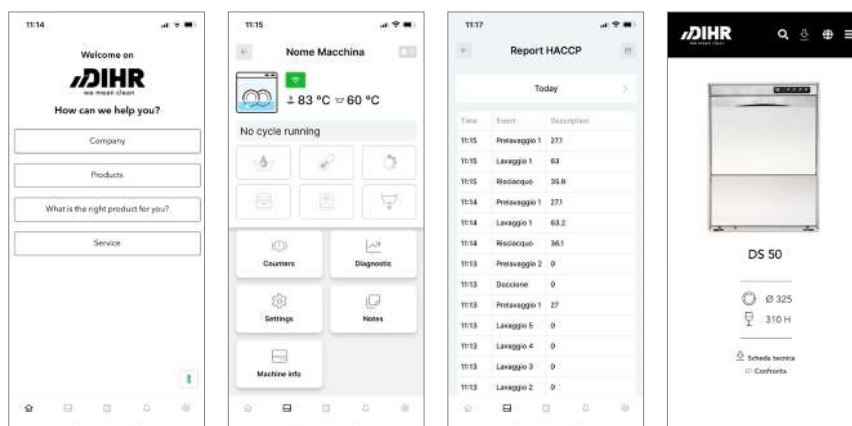 11:14
Welcome on
DIHR
we mean clean
How can we help you?
Company
Products
What is the right product for you?
Service
11:15
Nome Macchina
83 °C 60 °C
No cycle running
Counters
Diagnostic
Settings
Notes
Machine info
11:17
Report HACCP
Today
Time Event Description
11:15 Prelavaggio 1 27.1
11:15 Lavaggio 1 63
11:15 Risciacquo 35.9
11:14 Prelavaggio 1 27.1
11:14 Lavaggio 1 63.2
11:14 Risciacquo 36.1
11:13 Prelavaggio 2 0
11:13 Doccione 0
11:13 Prelavaggio 1 27
11:13 Lavaggio 5 0
11:13 Lavaggio 4 0
11:13 Lavaggio 3 0
11:13 Lavaggio 2 0
DIHR
we mean clean
DS 50
Ø 325
310 H
Scheda tecnica
Confronta